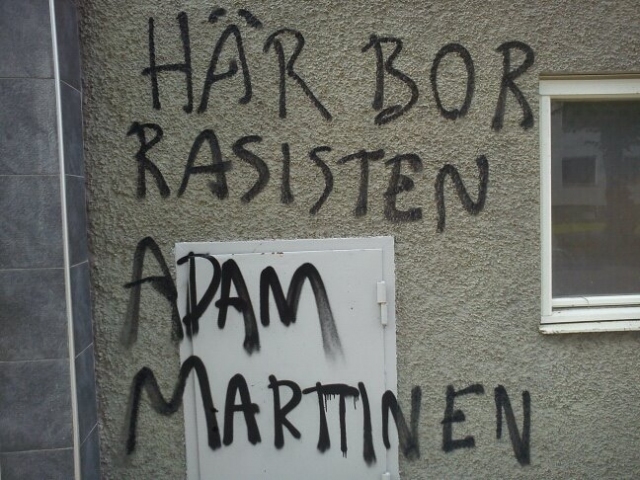 HÄR BOR
RASISTEN
ADAM
MARTTINEN